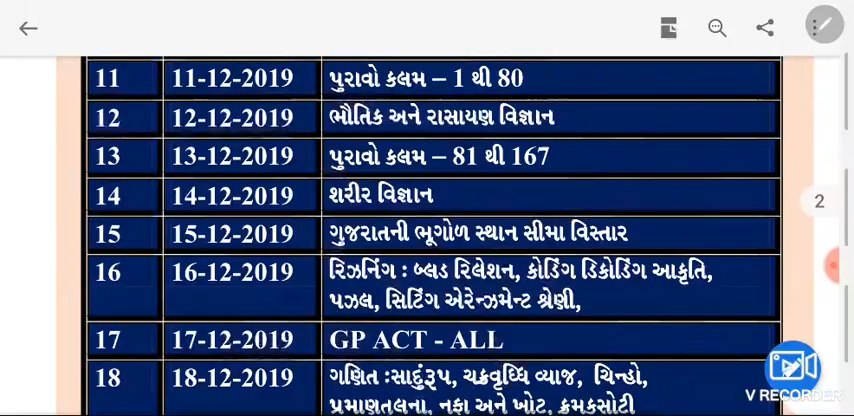 11 11-12-2019 પુરાવો કલમ – 1 થી 80
12 12-12-2019 ભૌતિક અને રાસાયણ વિજ્ઞાન
13 13-12-2019 પુરાવો કલમ – 81 થી 167
14 14-12-2019 શરીર વિજ્ઞાન
15 15-12-2019 ગુજરાતની ભૂગોળ સ્થાન સીમા વિસ્તાર
2
16 16-12-2019 રિઝનિંગ : બ્લડ રિલેશન, કોડિંગ ડિકોડિંગ આકૃતિ,
પઝલ, સિટિંગ એરેન્ઝમેન્ટ શ્રેણી,
17 17-12-2019 GP ACT - ALL
18 18-12-2019 ગણિત :સાદુંરૂપ, ચક્રવૃધ્ધિ વ્યાજ, ચિન્હો,
પ્રમાણતલના, નફા અને ખોટ, ક્રમકસોટી
V RECORDER